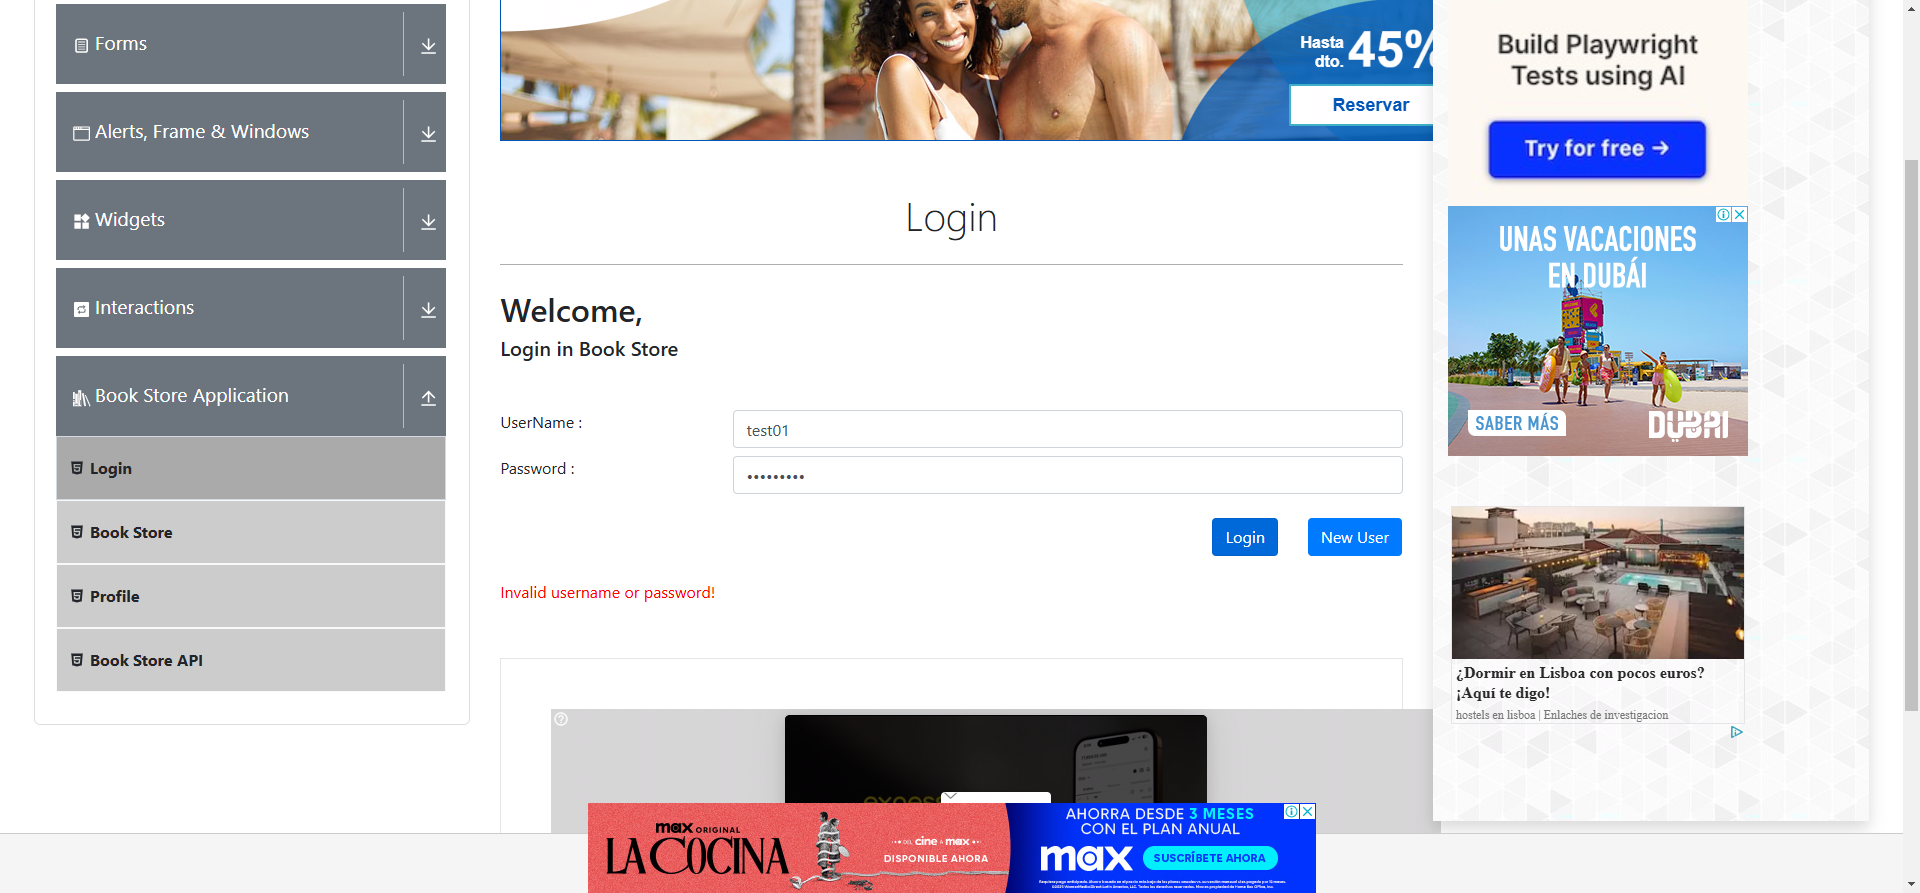 Forms
Alerts, Frame & Windows
Widgets
Interactions
Book Store Application
Login
Book Store
Profile
Book Store API
Hasta
dto. 45%
Reservar
Login
Welcome,
Login in Book Store
UserName :
test01
Password :
•••••••••
Login
New User
Invalid username or password!
Build Playwright
Tests using AI
Try for free →
UNAS VACACIONES
EN DUBÁI
SABER MÁS
DUBAI
¿Dormir en Lisboa con pocos euros?
¡Aquí te digo!
hostels en lisboa | Enlaches de investigacion
max ORIGINAL
LA COCINA
DEL cine A max
DISPONIBLE AHORA
AHORRA DESDE 3 MESES
CON EL PLAN ANUAL
max
SUSCRÍBETE AHORA